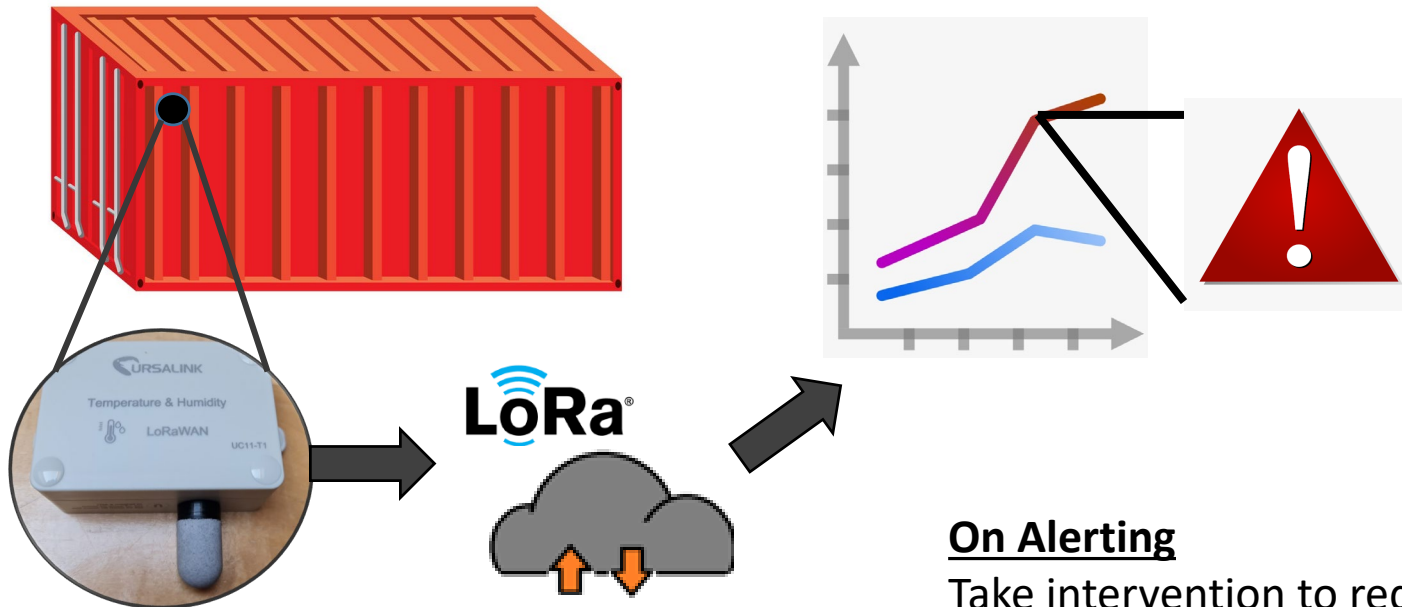 URSALINK
Temperature & Humidity
LoRaWAN
UC11-T1
LoRa®
On Alerting
Take intervention to